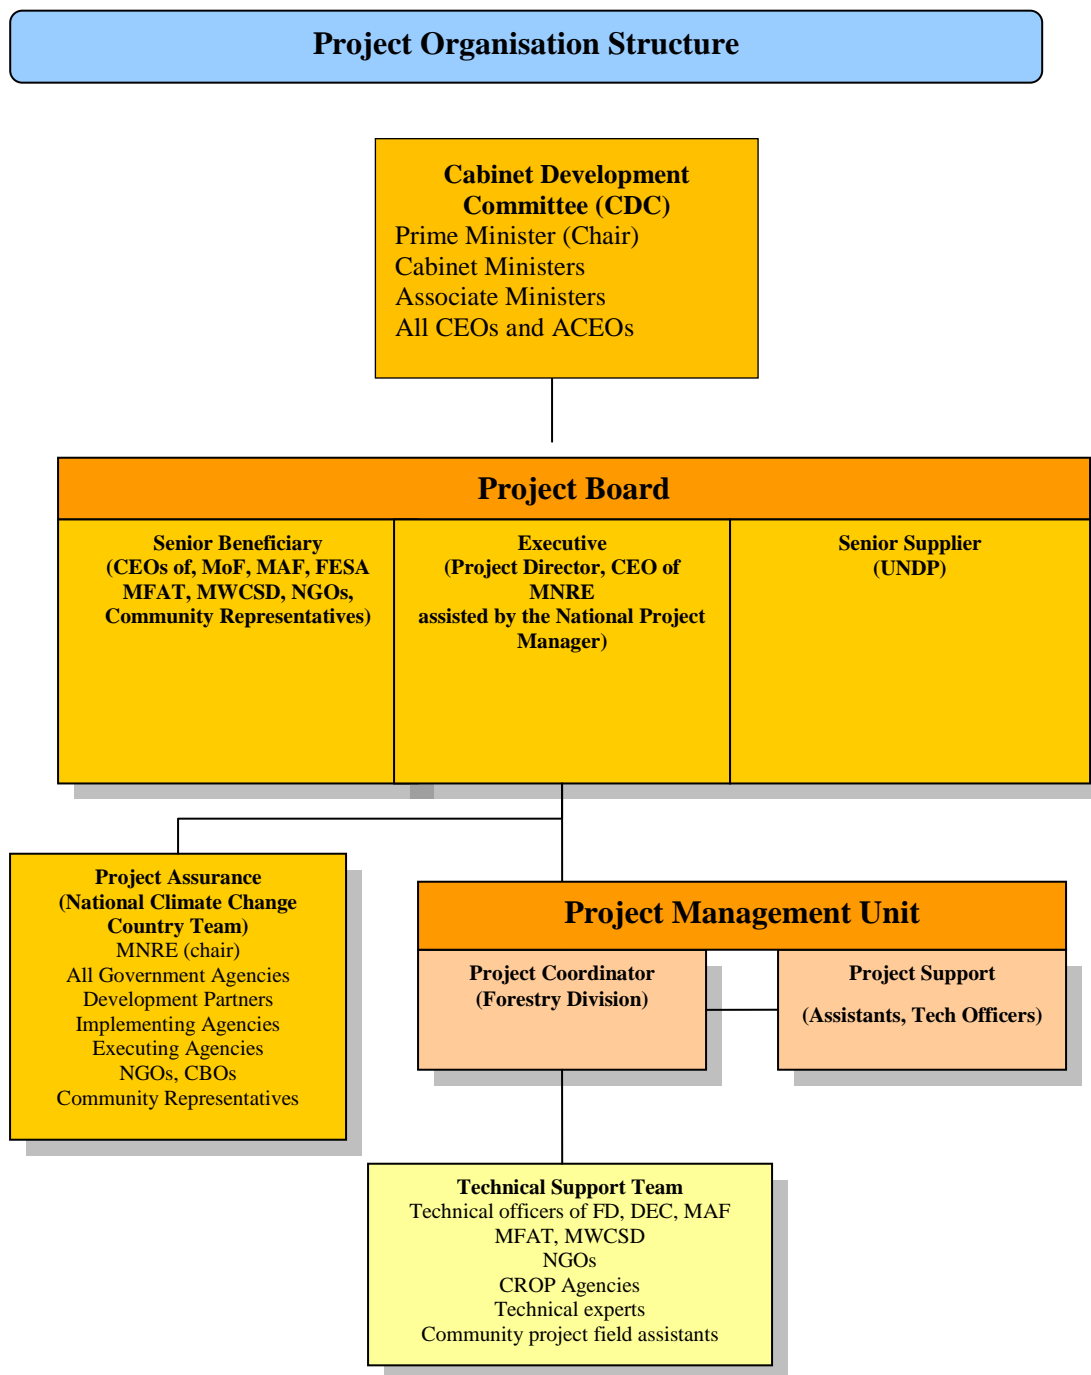 Project Organisation Structure
Cabinet Development
Committee (CDC)
Prime Minister (Chair)
Cabinet Ministers
Associate Ministers
All CEOs and ACEOs
Project Board
Senior Beneficiary
(CEOs of, MoF, MAF, FESA
MFAT, MWCSD, NGOs,
Community Representatives)
Executive
(Project Director, CEO of
MNRE
assisted by the National Project
Manager)
Senior Supplier
(UNDP)
Project Assurance
(National Climate Change
Country Team)
MNRE (chair)
All Government Agencies
Development Partners
Implementing Agencies
Executing Agencies
NGOs, CBOs
Community Representatives
Project Management Unit
Project Coordinator
(Forestry Division)
Project Support
(Assistants, Tech Officers)
Technical Support Team
Technical officers of FD, DEC, MAF
MFAT, MWCSD
NGOs
CROP Agencies
Technical experts
Community project field assistants